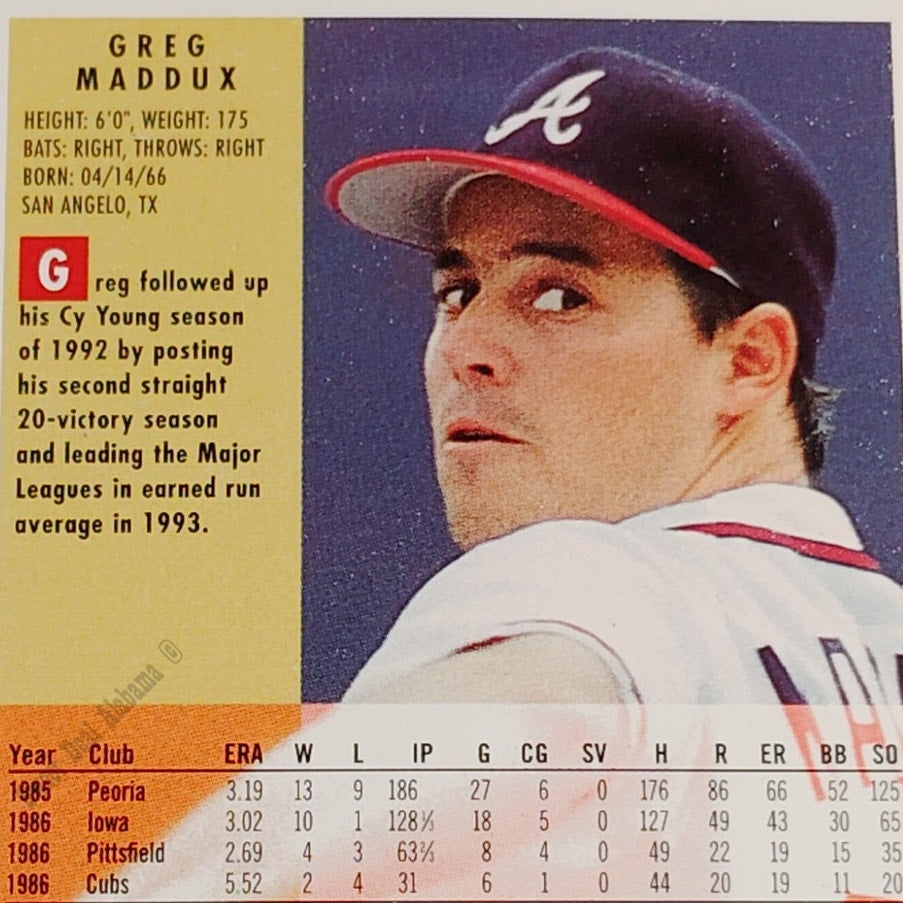 GREG
MADDUX
HEIGHT: 6'0", WEIGHT: 175
BATS: RIGHT, THROWS: RIGHT
BORN: 04/14/66
SAN ANGELO, TX
Greg followed up
his Cy Young season
of 1992 by posting
his second straight
20-victory season
and leading the Major
Leagues in earned run
average in 1993.
A
Alabama ©
Year Club ERA W L IP G CG SV H R ER BB SO
1985 Peoria 3.19 13 9 186 27 6 0 176 86 66 52 125
1986 Iowa 3.02 10 1 128⅓ 18 5 0 127 49 43 30 65
1986 Pittsfield 2.69 4 3 63⅔ 8 4 0 49 22 19 15 35
1986 Cubs 5.52 2 4 31 6 1 0 44 20 19 11 20